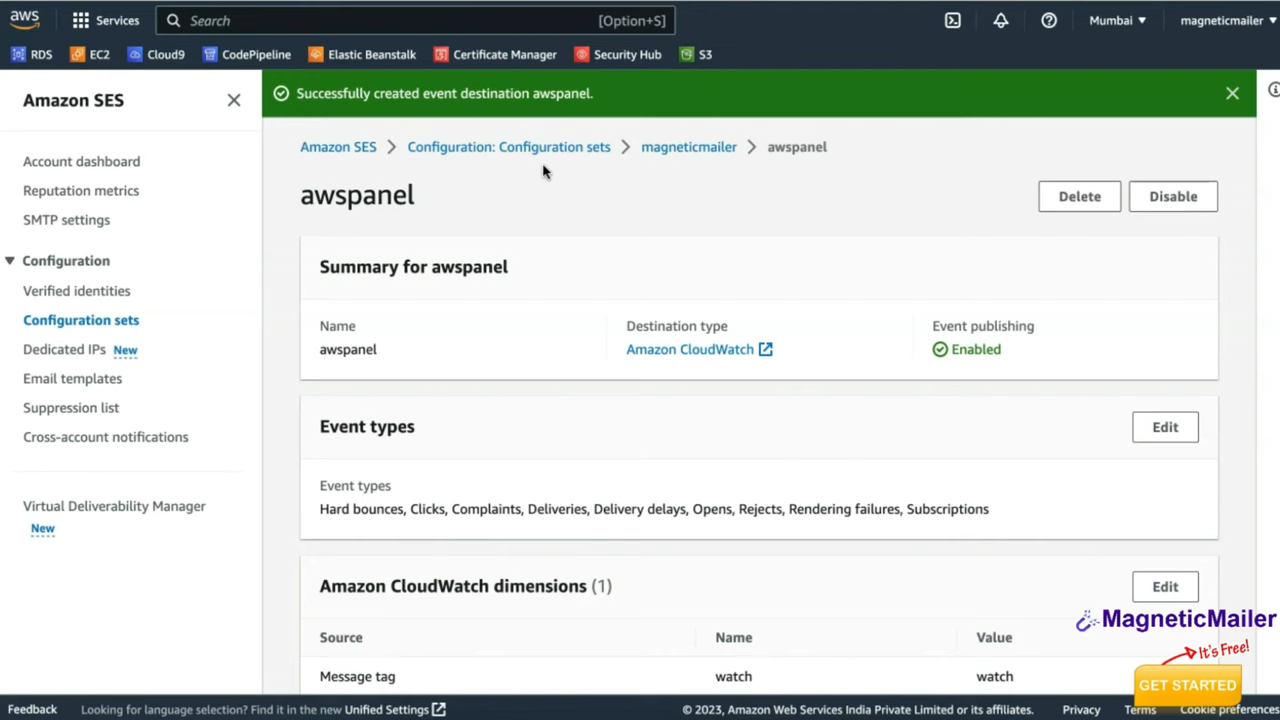 aws Services Search [Option+S] Mumbai magneticmailer
RDS EC2 Cloud9 CodePipeline Elastic Beanstalk Certificate Manager Security Hub S3
Amazon SES
Account dashboard
Reputation metrics
SMTP settings
Configuration
Verified identities
Configuration sets
Dedicated IPs New
Email templates
Suppression list
Cross-account notifications
Virtual Deliverability Manager
New
Successfully created event destination awspanel.
Amazon SES Configuration: Configuration sets magneticmailer awspanel
awspanel Delete Disable
Summary for awspanel
Name Destination type Event publishing
awspanel Amazon CloudWatch Enabled
Event types Edit
Event types
Hard bounces, Clicks, Complaints, Deliveries, Delivery delays, Opens, Rejects, Rendering failures, Subscriptions
Amazon CloudWatch dimensions (1) Edit
Source Name Value
Message tag watch watch
MagneticMailer
It's Free!
GET STARTED
Feedback Looking for language selection? Find it in the new Unified Settings © 2023, Amazon Web Services India Private Limited or its affiliates. Privacy Terms Cookie preferences